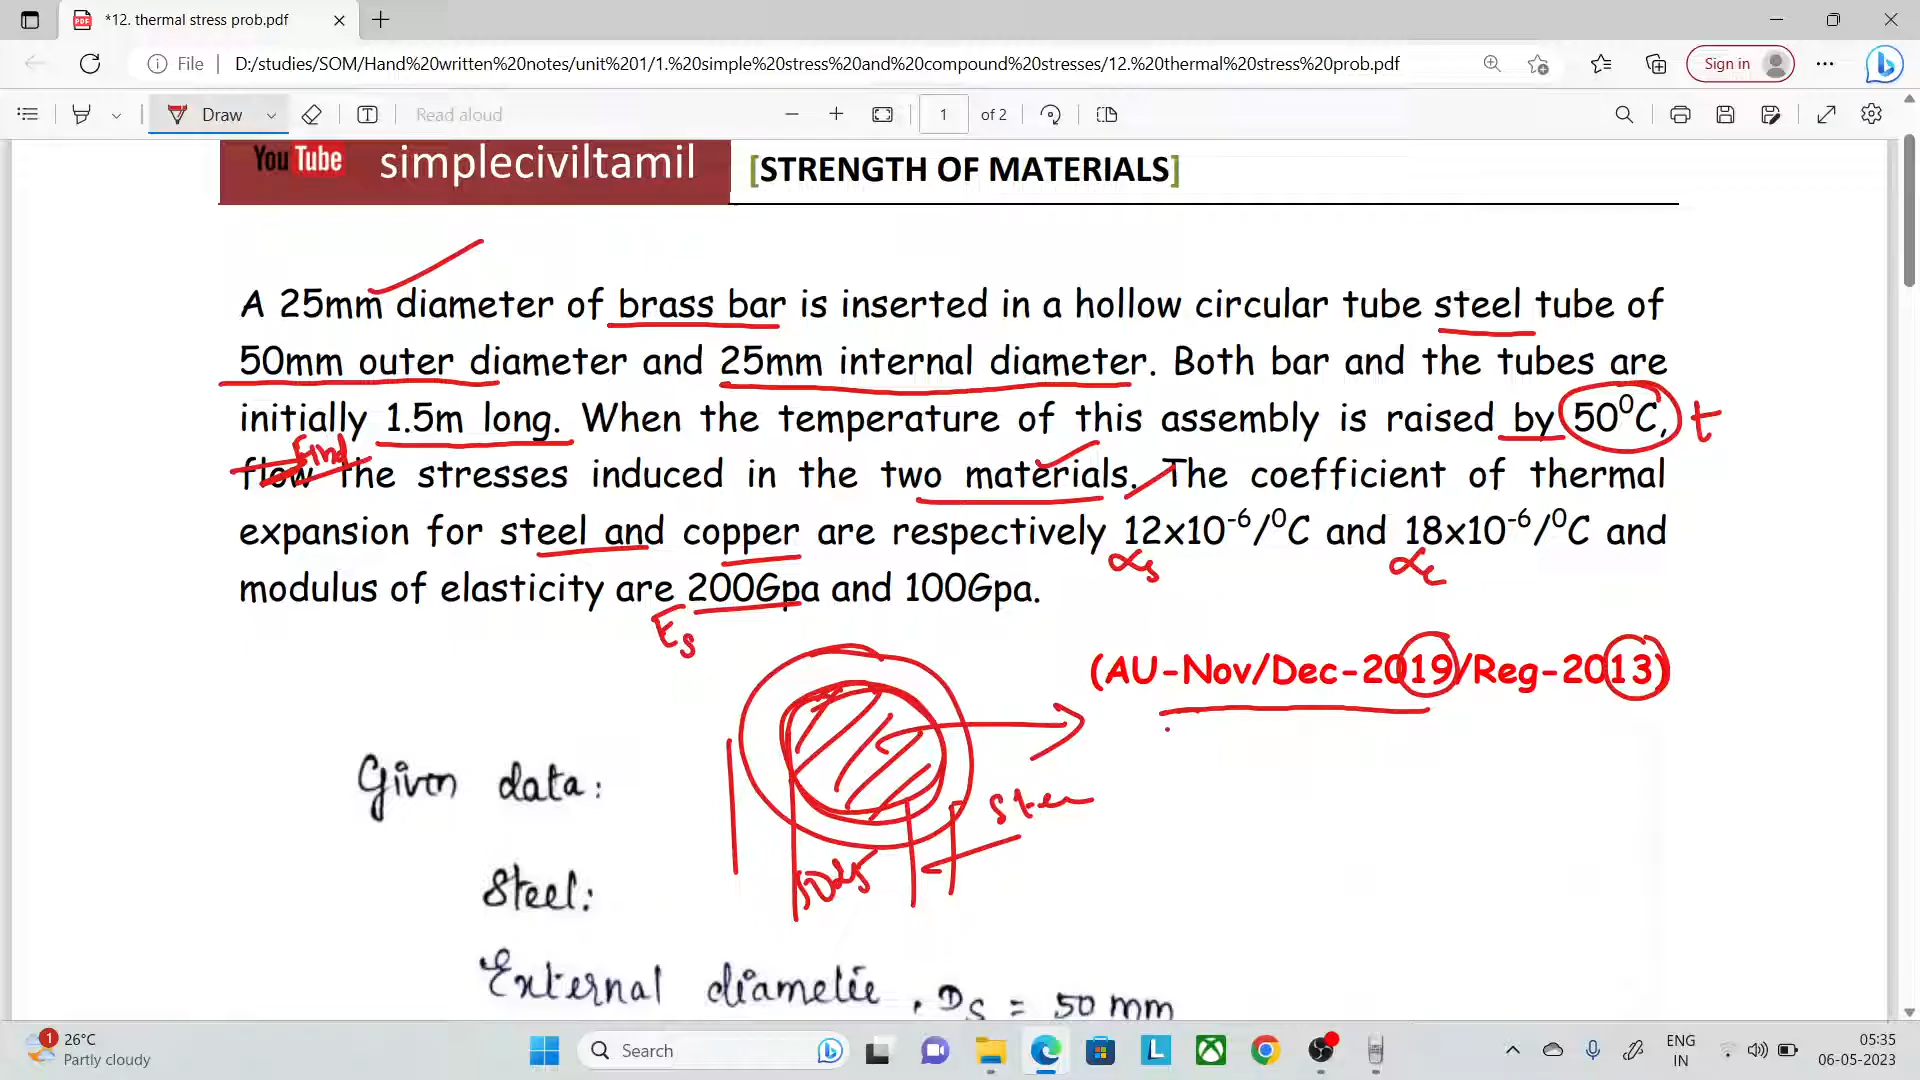 *12. thermal stress prob.pdf
File
D:/studies/SOM/Hand%20written%20notes/unit%201/1.%20simple%20stress%20and%20compound%20stresses/12.%20thermal%20stress%20prob.pdf
Sign in
Draw
Read aloud
1 of 2
YouTube simpleciviltamil
[STRENGTH OF MATERIALS]
A 25mm diameter of brass bar is inserted in a hollow circular tube steel tube of
50mm outer diameter and 25mm internal diameter. Both bar and the tubes are
initially 1.5m long. When the temperature of this assembly is raised by 50⁰C, t
Find
flow the stresses induced in the two materials. The coefficient of thermal
expansion for steel and copper are respectively 12x10⁻⁶/⁰C and 18x10⁻⁶/⁰C and
αs αc
modulus of elasticity are 200Gpa and 100Gpa.
Es
(AU-Nov/Dec-2019/Reg-2013)
Given data:
Steel:
External diametie, Ds = 50 mm
1
26°C
Partly cloudy
Search
ENG
IN
05:35
06-05-2023